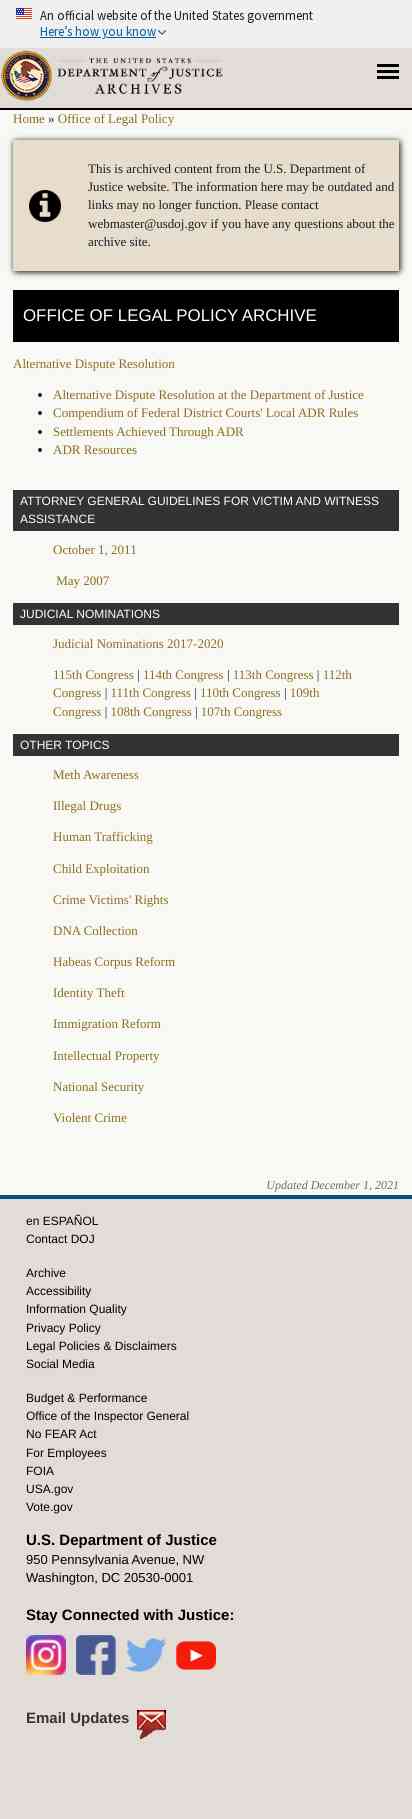 An official website of the United States government
Here's how you know
THE UNITED STATES
DEPARTMENT of JUSTICE
ARCHIVES
Home » Office of Legal Policy
This is archived content from the U.S. Department of
Justice website. The information here may be outdated and
links may no longer function. Please contact
webmaster@usdoj.gov if you have any questions about the
archive site.
OFFICE OF LEGAL POLICY ARCHIVE
Alternative Dispute Resolution
• Alternative Dispute Resolution at the Department of Justice
• Compendium of Federal District Courts' Local ADR Rules
• Settlements Achieved Through ADR
• ADR Resources
ATTORNEY GENERAL GUIDELINES FOR VICTIM AND WITNESS
ASSISTANCE
October 1, 2011
May 2007
JUDICIAL NOMINATIONS
Judicial Nominations 2017-2020
115th Congress | 114th Congress | 113th Congress | 112th
Congress | 111th Congress | 110th Congress | 109th
Congress | 108th Congress | 107th Congress
OTHER TOPICS
Meth Awareness
Illegal Drugs
Human Trafficking
Child Exploitation
Crime Victims' Rights
DNA Collection
Habeas Corpus Reform
Identity Theft
Immigration Reform
Intellectual Property
National Security
Violent Crime
Updated December 1, 2021
en ESPAÑOL
Contact DOJ
Archive
Accessibility
Information Quality
Privacy Policy
Legal Policies & Disclaimers
Social Media
Budget & Performance
Office of the Inspector General
No FEAR Act
For Employees
FOIA
USA.gov
Vote.gov
U.S. Department of Justice
950 Pennsylvania Avenue, NW
Washington, DC 20530-0001
Stay Connected with Justice:
Email Updates